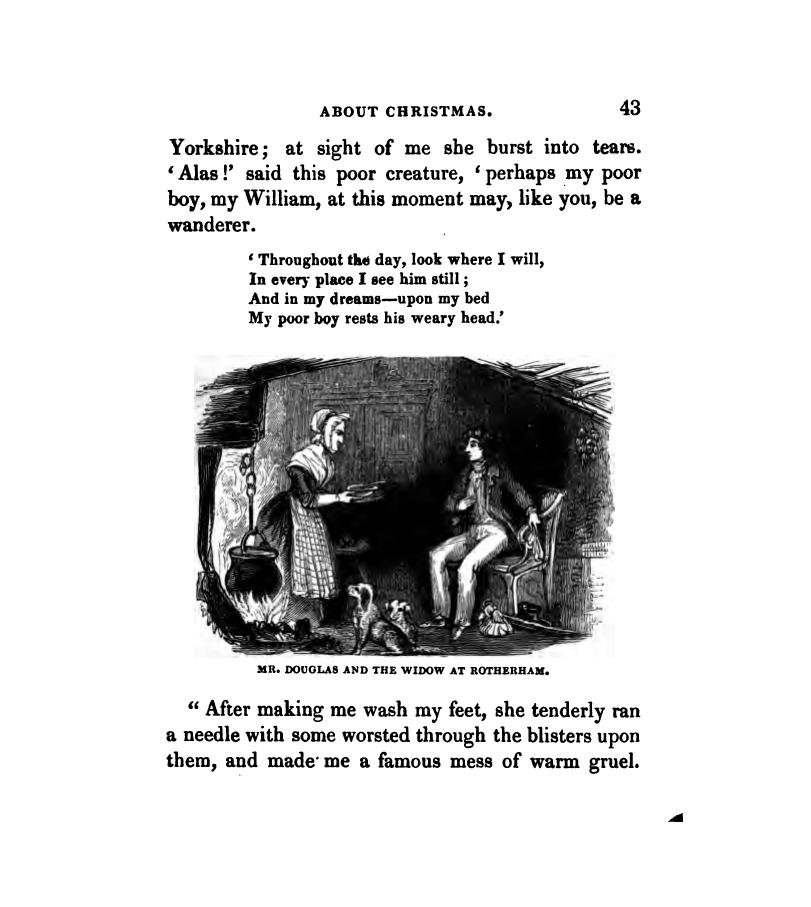 ABOUT CHRISTMAS. 43
Yorkshire; at sight of me she burst into tears.
‘Alas!’ said this poor creature, ‘perhaps my poor
boy, my William, at this moment may, like you, be a
wanderer.
‘Throughout the day, look where I will,
In every place I see him still;
And in my dreams—upon my bed
My poor boy rests his weary head.’
MR. DOUGLAS AND THE WIDOW AT ROTHERHAM.
“After making me wash my feet, she tenderly ran
a needle with some worsted through the blisters upon
them, and made me a famous mess of warm gruel.